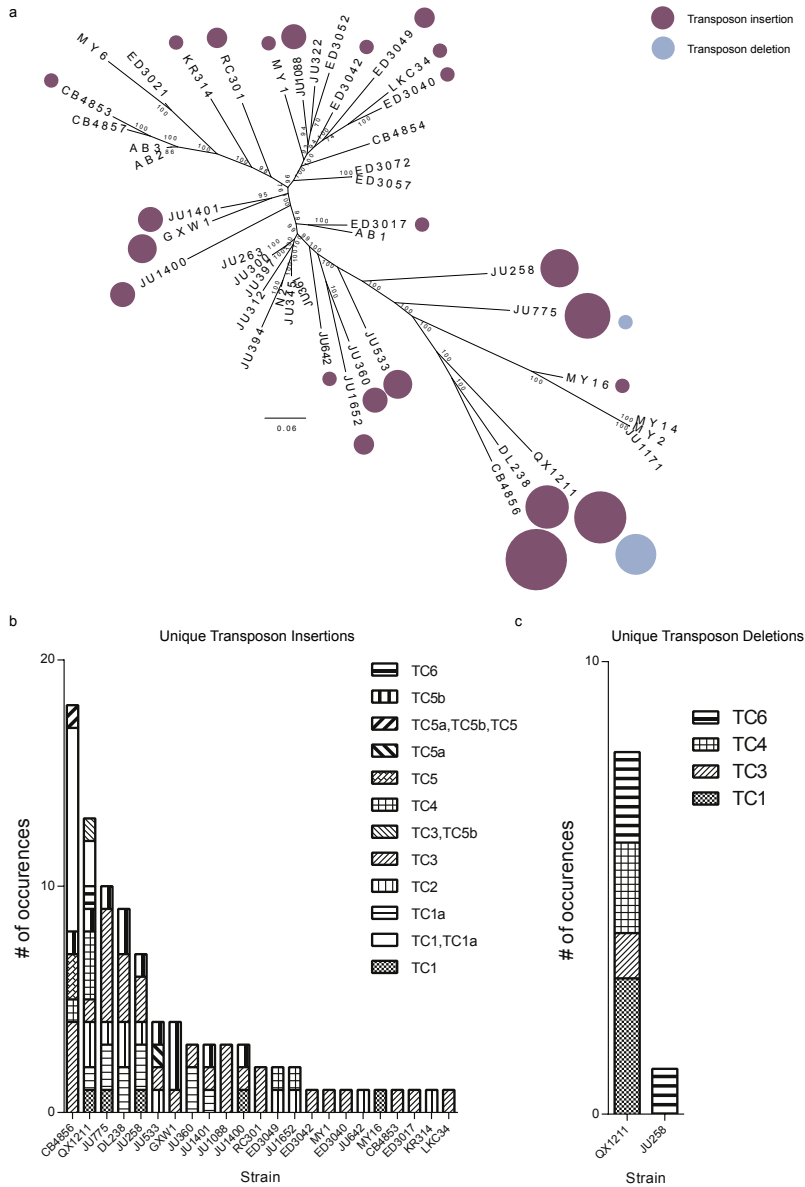 a
Transposon insertion
Transposon deletion
MY6
ED3021
KR314
RC301
MY1
JU1088
JU322
ED3052
ED3042
ED3049
LKC34
ED3040
CB4853
CB4857
AB3
AB2
CB4854
ED3072
ED3057
JU1401
GXW1
JU1400
ED3017
AB1
JU263
JU300
JU397
JU312
N2
JU345
JU361
JU394
JU642
JU360
JU1652
JU533
JU258
JU775
MY16
MY14
MY2
JU1171
QX1211
DL238
CB4856
0.06
b
Unique Transposon Insertions
20
10
0
# of occurences
TC6
TC5b
TC5a,TC5b,TC5
TC5a
TC5
TC4
TC3,TC5b
TC3
TC2
TC1a
TC1,TC1a
TC1
CB4856
QX1211
JU775
DL238
JU258
JU533
GXW1
JU360
JU1401
JU1088
JU1400
RC301
ED3049
JU1652
ED3042
MY1
ED3040
JU642
MY16
CB4853
ED3017
KR314
LKC34
Strain
c
Unique Transposon Deletions
10
0
# of occurences
TC6
TC4
TC3
TC1
QX1211
JU258
Strain